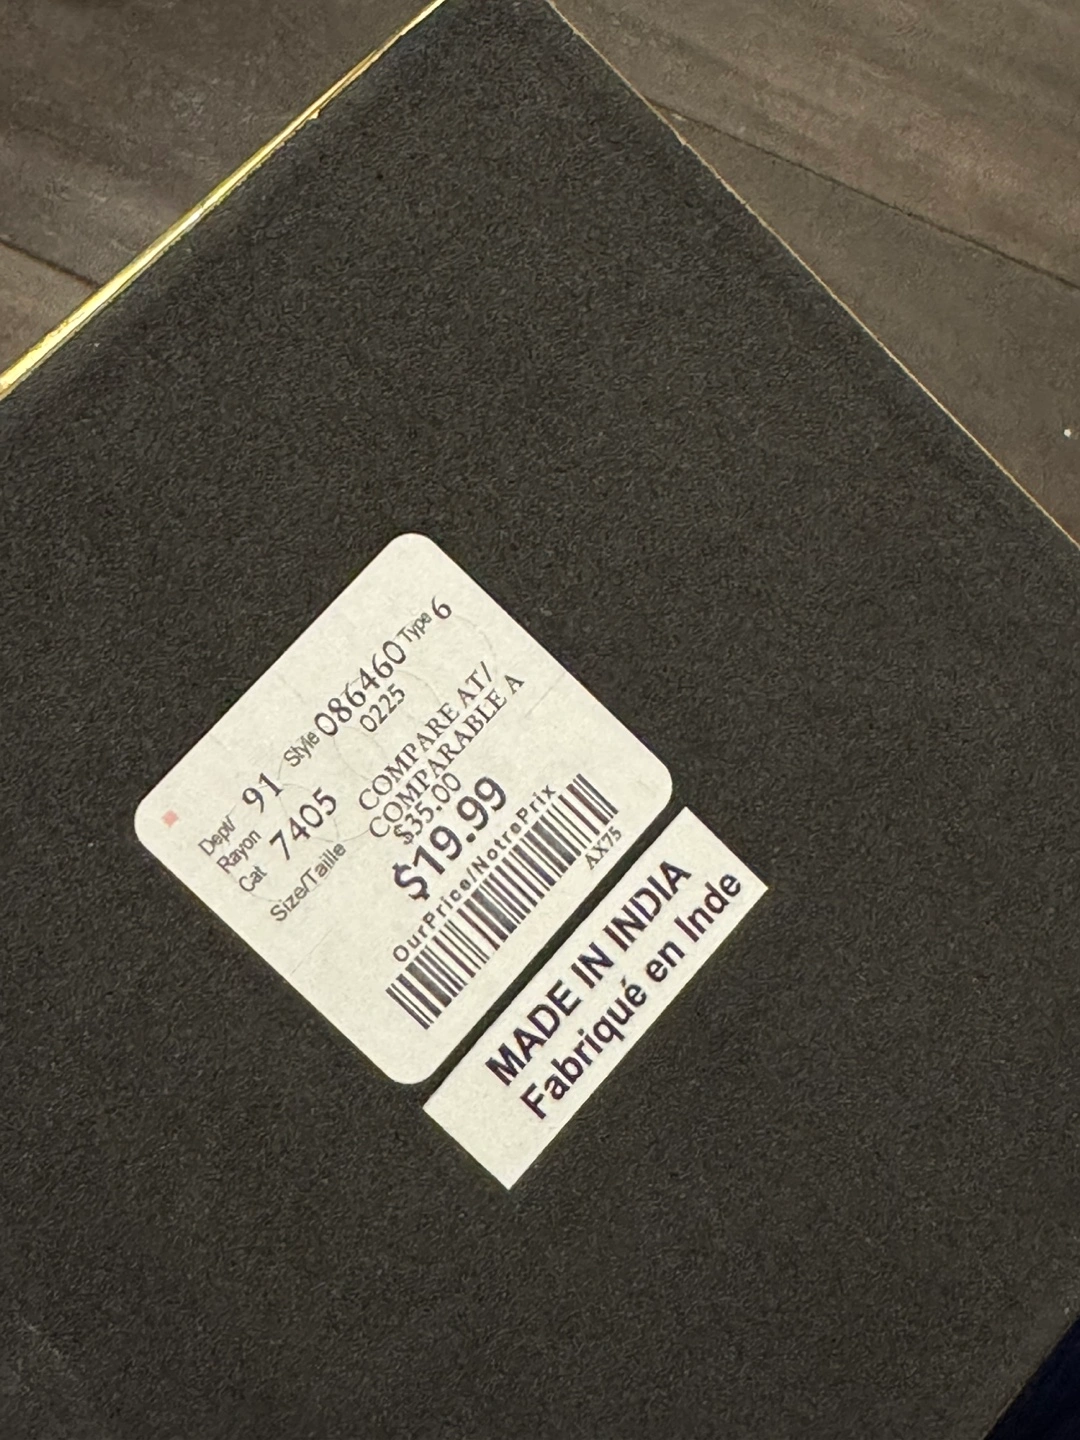 Dept/ 91 Style 086460 Type 6
Rayon
0225
Cat 7405
Size/Taille
COMPARE AT/
COMPARABLE A
$35.00
$19.99
OurPrice/NotrePrix
AX75
MADE IN INDIA
Fabriqué en Inde